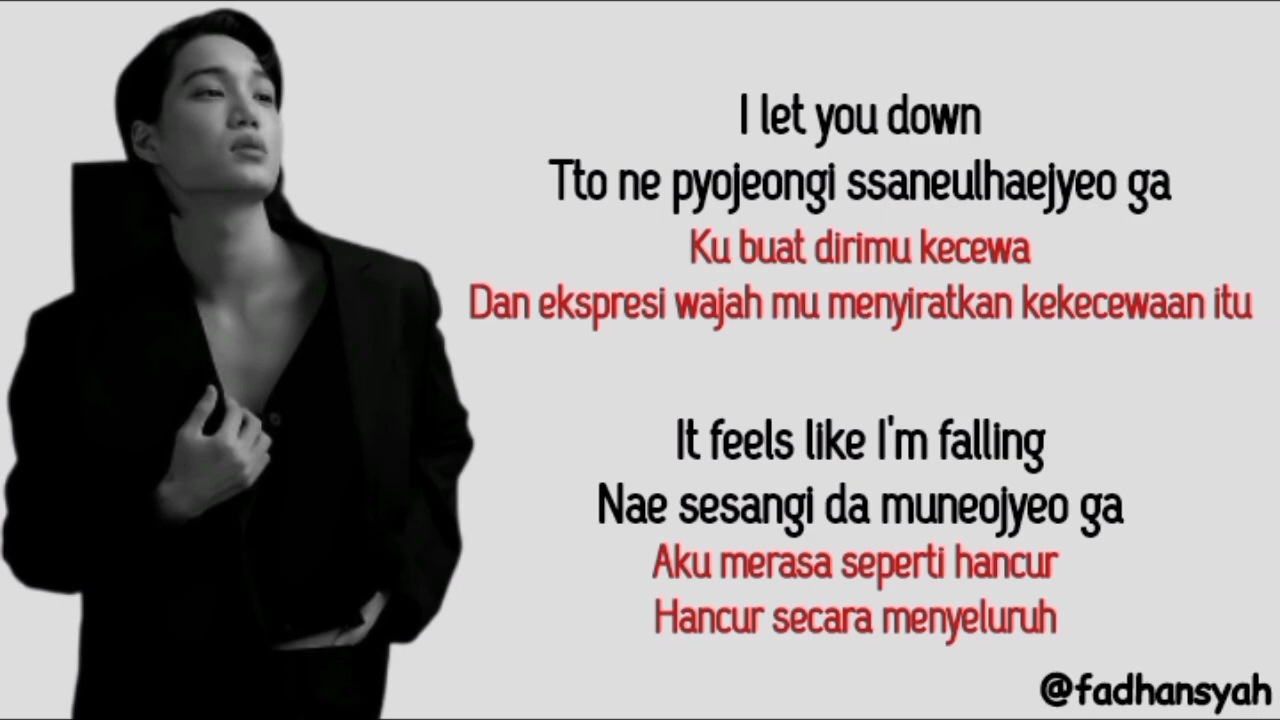 I let you down
Tto ne pyojeongi ssaneulhaejyeo ga
Ku buat dirimu kecewa
Dan ekspresi wajah mu menyiratkan kekecewaan itu
It feels like I'm falling
Nae sesangi da muneojyeo ga
Aku merasa seperti hancur
Hancur secara menyeluruh
@fadhansyah